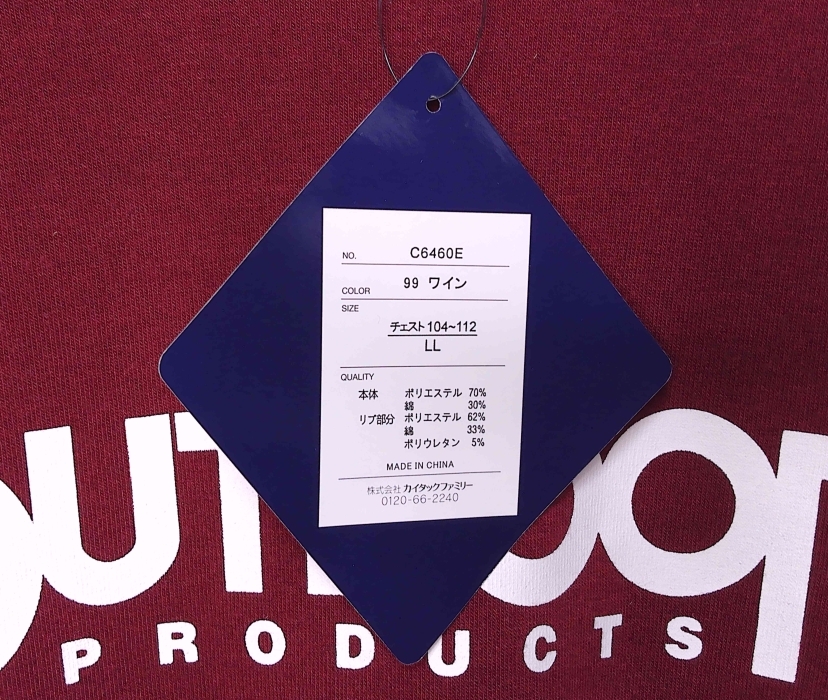 NO. C6460E
COLOR 99 ワイン
SIZE
チェスト 104~112
LL
QUALITY
本体 ポリエステル 70%
綿 30%
リブ部分 ポリエステル 62%
綿 33%
ポリウレタン 5%
MADE IN CHINA
株式会社 カイタックファミリー
0120-66-2240
PRODUCTS